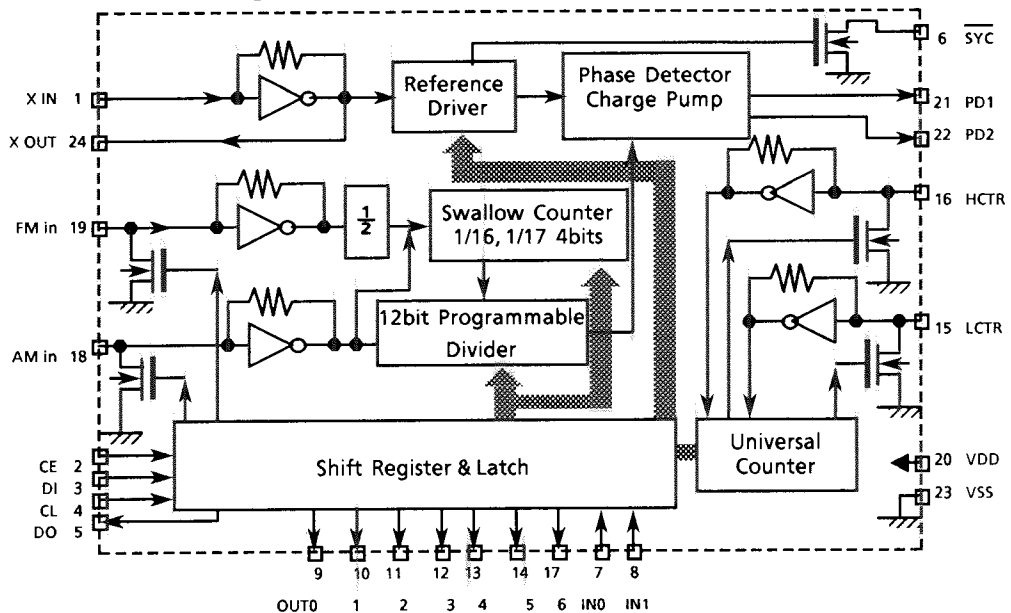 6 SYC
Reference Driver
Phase Detector Charge Pump
X IN 1
21 PD1
X OUT 24
22 PD2
16 HCTR
FM in 19
1/2
Swallow Counter
1/16, 1/17 4bits
15 LCTR
12bit Programmable Divider
AM in 18
Shift Register & Latch
Universal Counter
CE 2
DI 3
CL 4
DO 5
20 VDD
23 VSS
9 10 11 12 13 14 17 7 8
OUT0 1 2 3 4 5 6 IN0 IN1